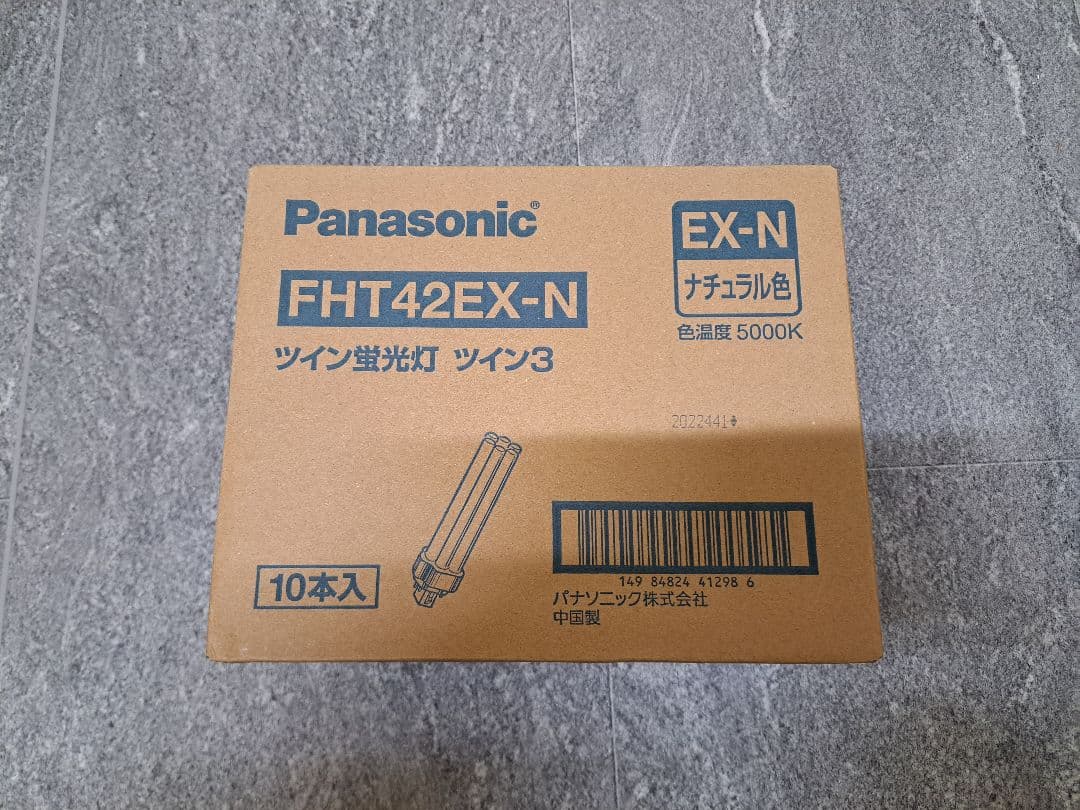 Panasonic®
EX-N
ナチュラル色
色温度 5000K
FHT42EX-N
ツイン蛍光灯 ツイン3
2022441
10本入
149 84824 41298 6
パナソニック株式会社
中国製